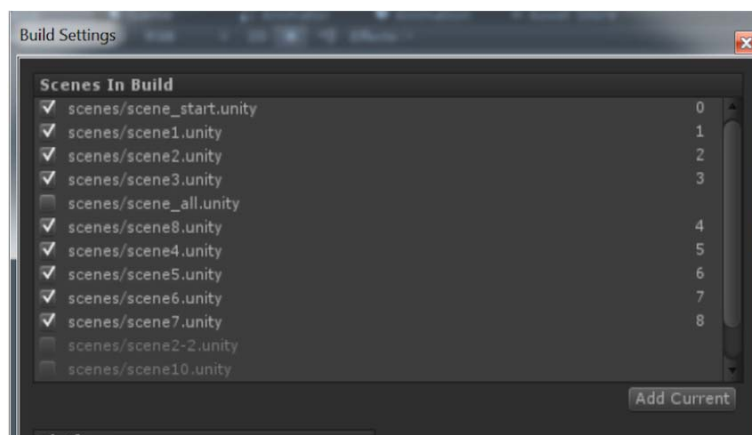 Build Settings
Scenes In Build
scenes/scene_start.unity 0
scenes/scene1.unity 1
scenes/scene2.unity 2
scenes/scene3.unity 3
scenes/scene_all.unity
scenes/scene8.unity 4
scenes/scene4.unity 5
scenes/scene5.unity 6
scenes/scene6.unity 7
scenes/scene7.unity 8
scenes/scene2-2.unity
scenes/scene10.unity
Add Current